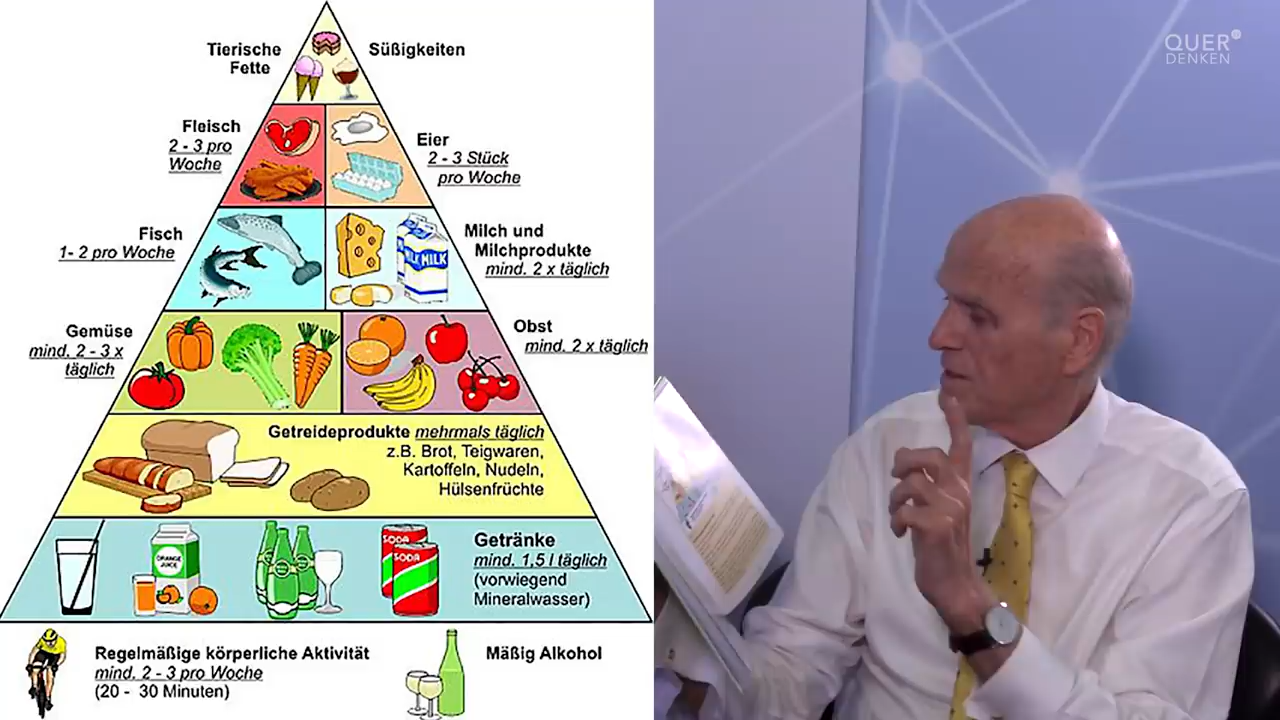 Tierische
Fette
Süßigkeiten
Fleisch
2 - 3 pro
Woche
Eier
2 - 3 Stück
pro Woche
Fisch
1- 2 pro Woche
Milch und
Milchprodukte
mind. 2 x täglich
MILK
Gemüse
mind. 2 - 3 x
täglich
Obst
mind. 2 x täglich
Getreideprodukte mehrmals täglich
z.B. Brot, Teigwaren,
Kartoffeln, Nudeln,
Hülsenfrüchte
ORANGE
JUICE
SODA
SODA
Getränke
mind. 1,5 l täglich
(vorwiegend
Mineralwasser)
Regelmäßige körperliche Aktivität
mind. 2 - 3 pro Woche
(20 - 30 Minuten)
Mäßig Alkohol
QUER
DENKEN